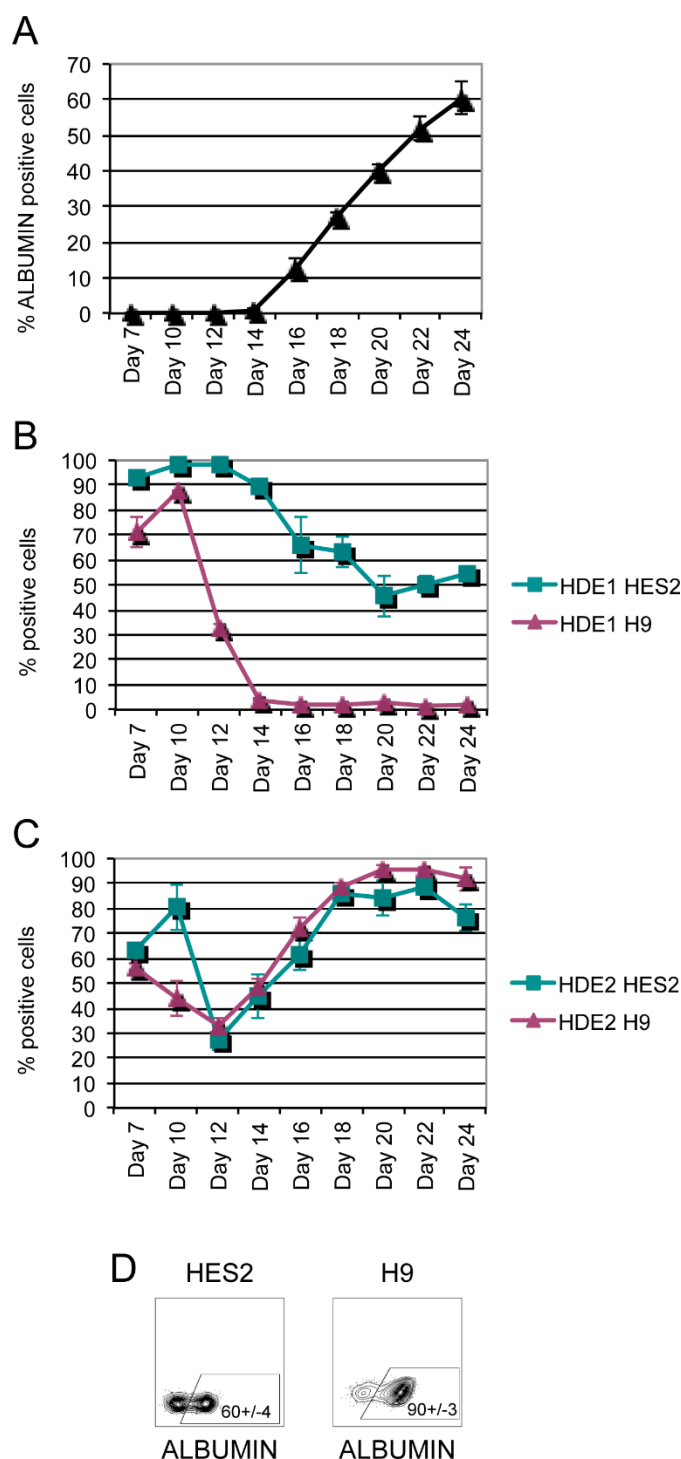 A
% ALBUMIN positive cells
70
60
50
40
30
20
10
0
Day 7
Day 10
Day 12
Day 14
Day 16
Day 18
Day 20
Day 22
Day 24
B
% positive cells
100
90
80
70
60
50
40
30
20
10
0
Day 7
Day 10
Day 12
Day 14
Day 16
Day 18
Day 20
Day 22
Day 24
HDE1 HES2
HDE1 H9
C
% positive cells
100
90
80
70
60
50
40
30
20
10
0
Day 7
Day 10
Day 12
Day 14
Day 16
Day 18
Day 20
Day 22
Day 24
HDE2 HES2
HDE2 H9
D
HES2
H9
60+/-4
90+/-3
ALBUMIN
ALBUMIN